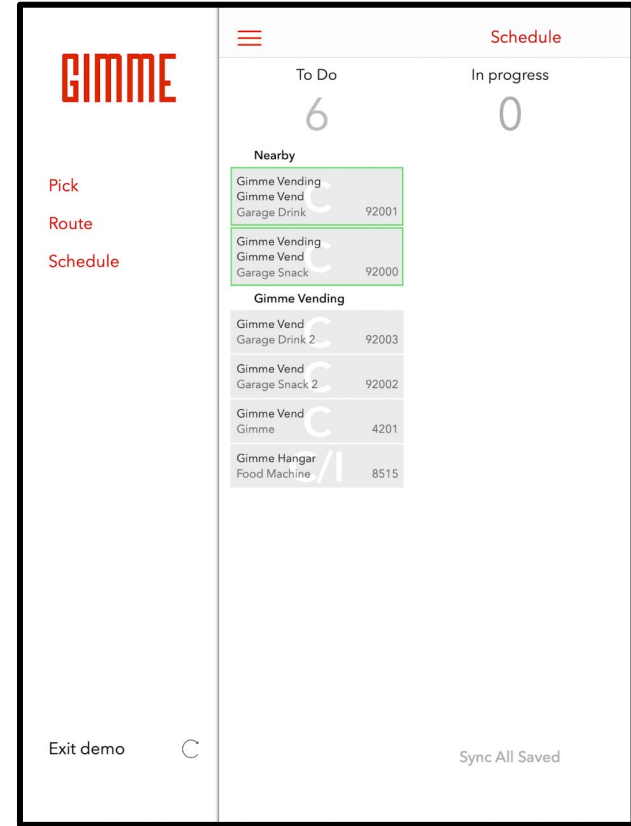 GIMME
Pick
Route
Schedule
Exit demo
Schedule
To Do
In progress
6
0
Nearby
Gimme Vending
Gimme Vend
Garage Drink
92001
C
Gimme Vending
Gimme Vend
Garage Snack
92000
C
Gimme Vending
Gimme Vend
Garage Drink 2
92003
C
Gimme Vend
Garage Snack 2
92002
C
Gimme Vend
Gimme
4201
C
Gimme Hangar
Food Machine
8515
C/I
Sync All Saved